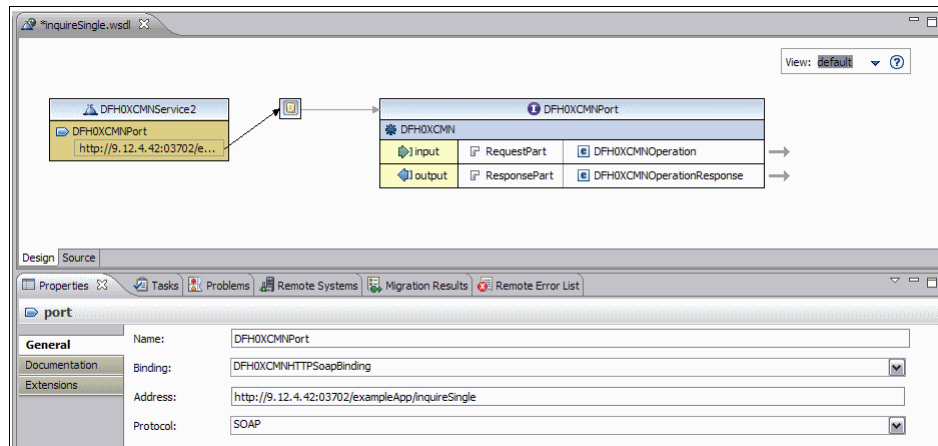 *inquireSingle.wsdl
View: default
DFH0XCMNService2
DFH0XCMNPort
DFH0XCMNPort
DFH0XCMN
http://9.12.4.42:03702/e...
input RequestPart DFH0XCMNOperation
output ResponsePart DFH0XCMNOperationResponse
Design Source
Properties Tasks Problems Remote Systems Migration Results Remote Error List
port
General
Documentation
Extensions
Name: DFH0XCMNPort
Binding: DFH0XCMNHTTPSoapBinding
Address: http://9.12.4.42:03702/exampleApp/inquireSingle
Protocol: SOAP